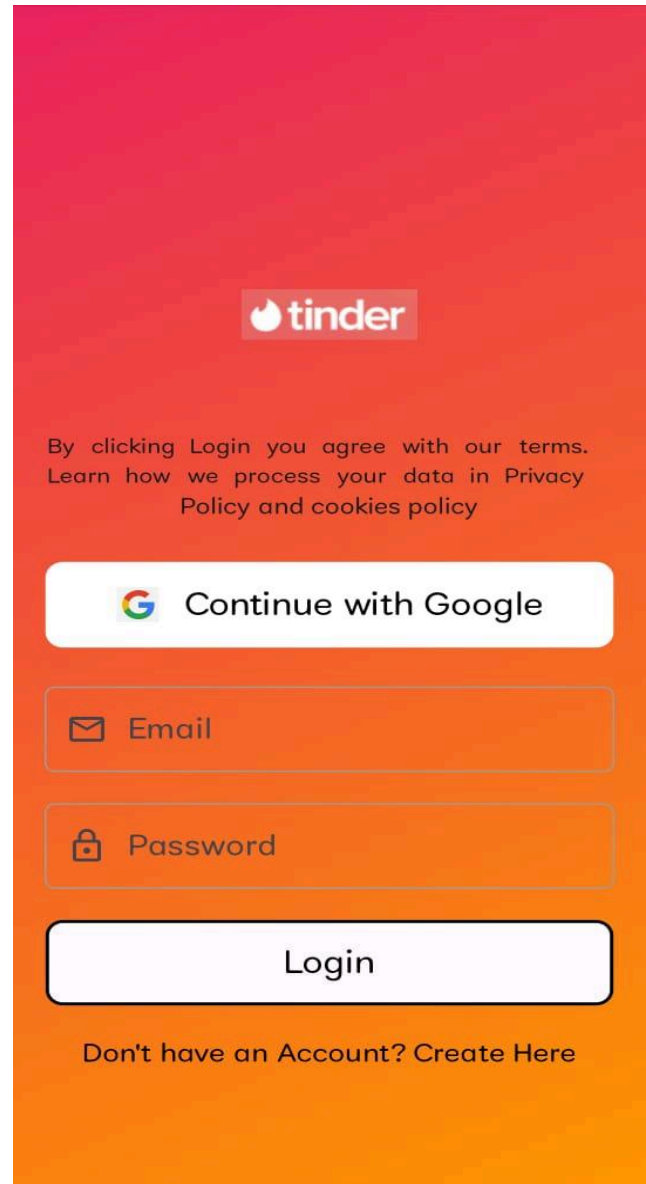 tinder
By clicking Login you agree with our terms.
Learn how we process your data in Privacy
Policy and cookies policy
Continue with Google
Email
Password
Login
Don't have an Account? Create Here